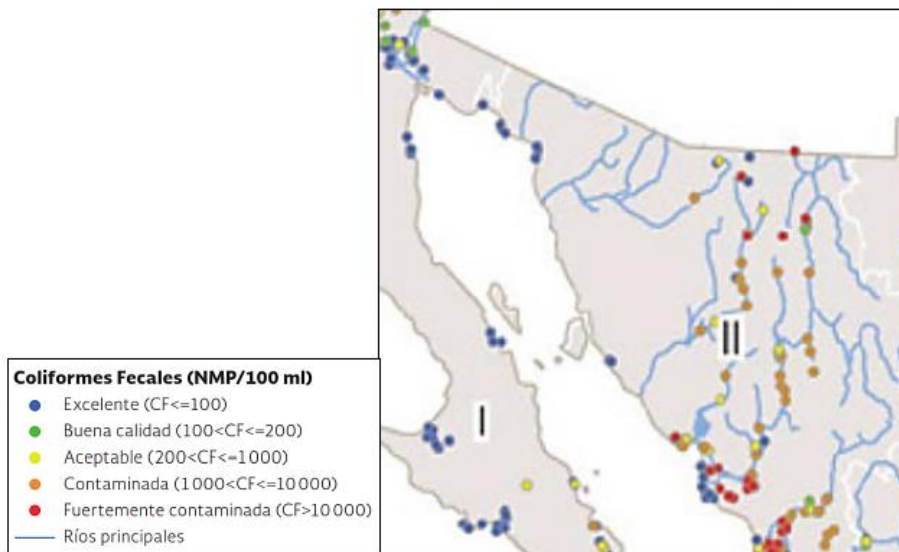 Coliformes Fecales (NMP/100 ml)
Excelente (CF<=100)
Buena calidad (100<CF<=200)
Aceptable (200<CF<=1000)
Contaminada (1000<CF<=10000)
Fuertemente contaminada (CF>10000)
Ríos principales
I
II